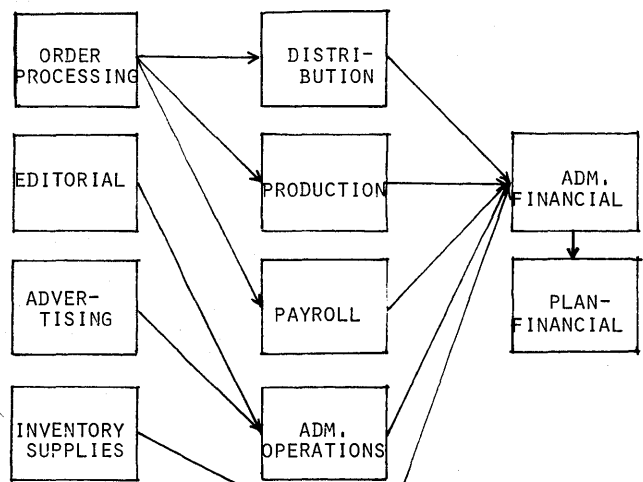 ORDER
PROCESSING
DISTRI-
BUTION
EDITORIAL
PRODUCTION
ADM.
FINANCIAL
ADVER-
TISING
PAYROLL
PLAN-
FINANCIAL
INVENTORY
SUPPLIES
ADM.
OPERATIONS